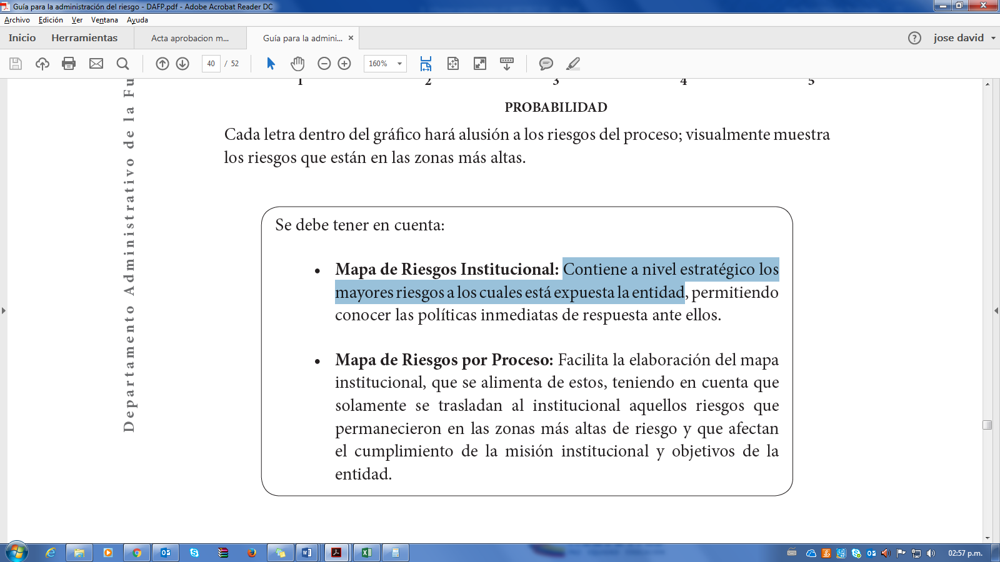 Guía para la administración del riesgo - DAFP.pdf - Adobe Acrobat Reader DC
Archivo Edición Ver Ventana Ayuda
Inicio Herramientas Acta aprobacion m... Guía para la admini... × ? jose david
40 / 52 160%
1 2 3 4 5
PROBABILIDAD
Departamento Administrativo de la Fu
Cada letra dentro del gráfico hará alusión a los riesgos del proceso; visualmente muestra
los riesgos que están en las zonas más altas.
Se debe tener en cuenta:
• Mapa de Riesgos Institucional: Contiene a nivel estratégico los
mayores riesgos a los cuales está expuesta la entidad, permitiendo
conocer las políticas inmediatas de respuesta ante ellos.
• Mapa de Riesgos por Proceso: Facilita la elaboración del mapa
institucional, que se alimenta de estos, teniendo en cuenta que
solamente se trasladan al institucional aquellos riesgos que
permanecieron en las zonas más altas de riesgo y que afectan
el cumplimiento de la misión institucional y objetivos de la
entidad.
02:57 p.m.